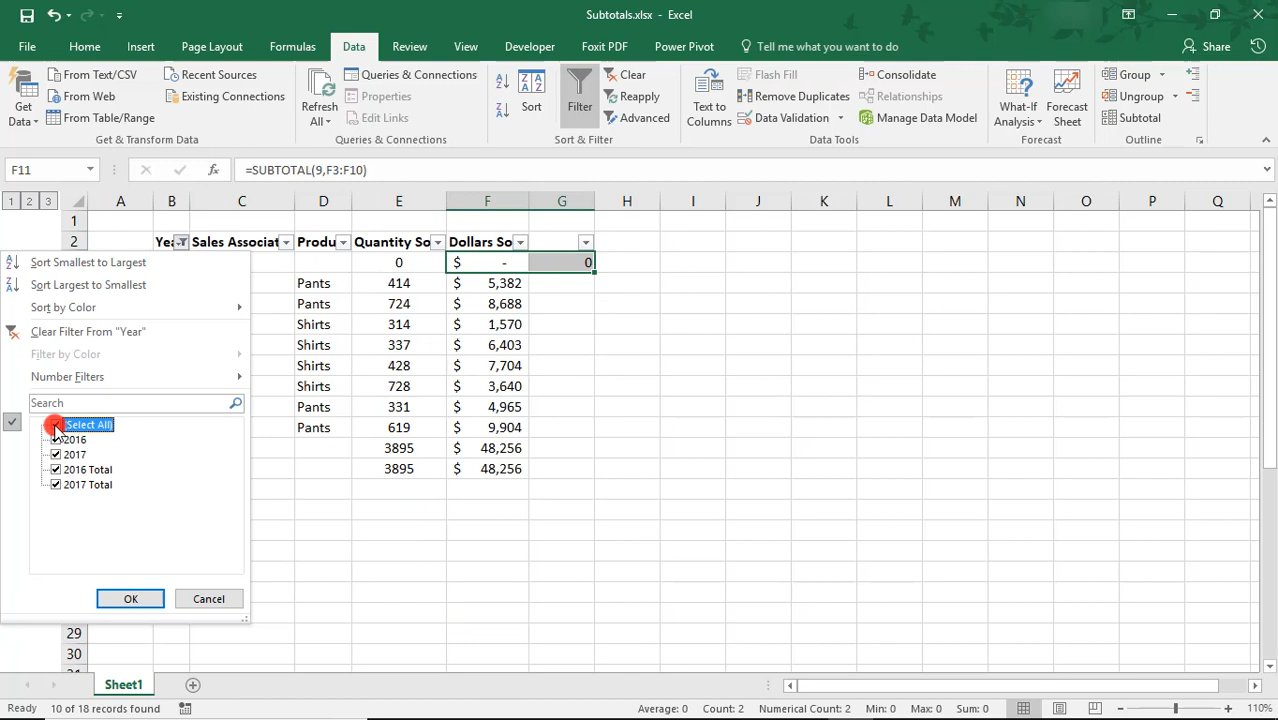 Subtotals.xlsx - Excel
File Home Insert Page Layout Formulas Data Review View Developer Foxit PDF Power Pivot Tell me what you want to do Share
Get Data
From Text/CSV
From Web
From Table/Range
Recent Sources
Existing Connections
Get & Transform Data
Refresh All
Queries & Connections
Properties
Edit Links
Queries & Connections
Sort
Filter
Clear
Reapply
Advanced
Sort & Filter
Text to Columns
Flash Fill
Remove Duplicates
Data Validation
Consolidate
Relationships
Manage Data Model
Data Tools
What-If Analysis
Forecast Sheet
Forecast
Group
Ungroup
Subtotal
Outline
F11 fx =SUBTOTAL(9,F3:F10)
1 2 3 A B C D E F G H I J K L M N O P Q
1
2 Yea Sales Associat Produ Quantity So Dollars So
0 $ - 0
Pants 414 $ 5,382
Pants 724 $ 8,688
Shirts 314 $ 1,570
Shirts 337 $ 6,403
Shirts 428 $ 7,704
Shirts 728 $ 3,640
Pants 331 $ 4,965
Pants 619 $ 9,904
3895 $ 48,256
3895 $ 48,256
Sort Smallest to Largest
Sort Largest to Smallest
Sort by Color
Clear Filter From "Year"
Filter by Color
Number Filters
Search
(Select All)
2016
2017
2016 Total
2017 Total
OK Cancel
29
30
Sheet1
Ready 10 of 18 records found Average: 0 Count: 2 Numerical Count: 2 Min: 0 Max: 0 Sum: 0 110%